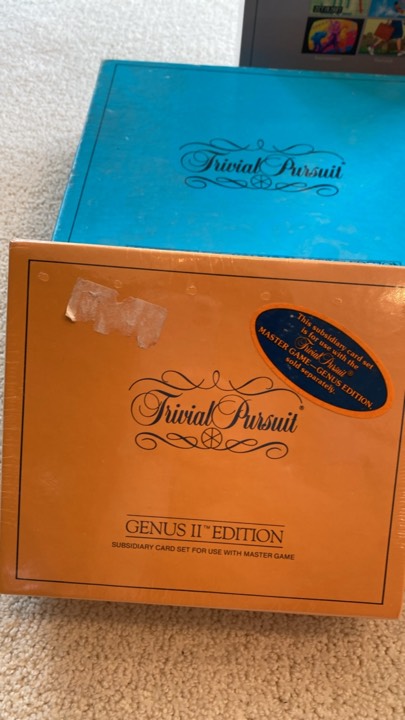 Trivial Pursuit®
This subsidiary card set
is for use with the
Trivial Pursuit®
MASTER GAME—GENUS EDITION,
sold separately.
Trivial Pursuit®
GENUS II™ EDITION
SUBSIDIARY CARD SET FOR USE WITH MASTER GAME